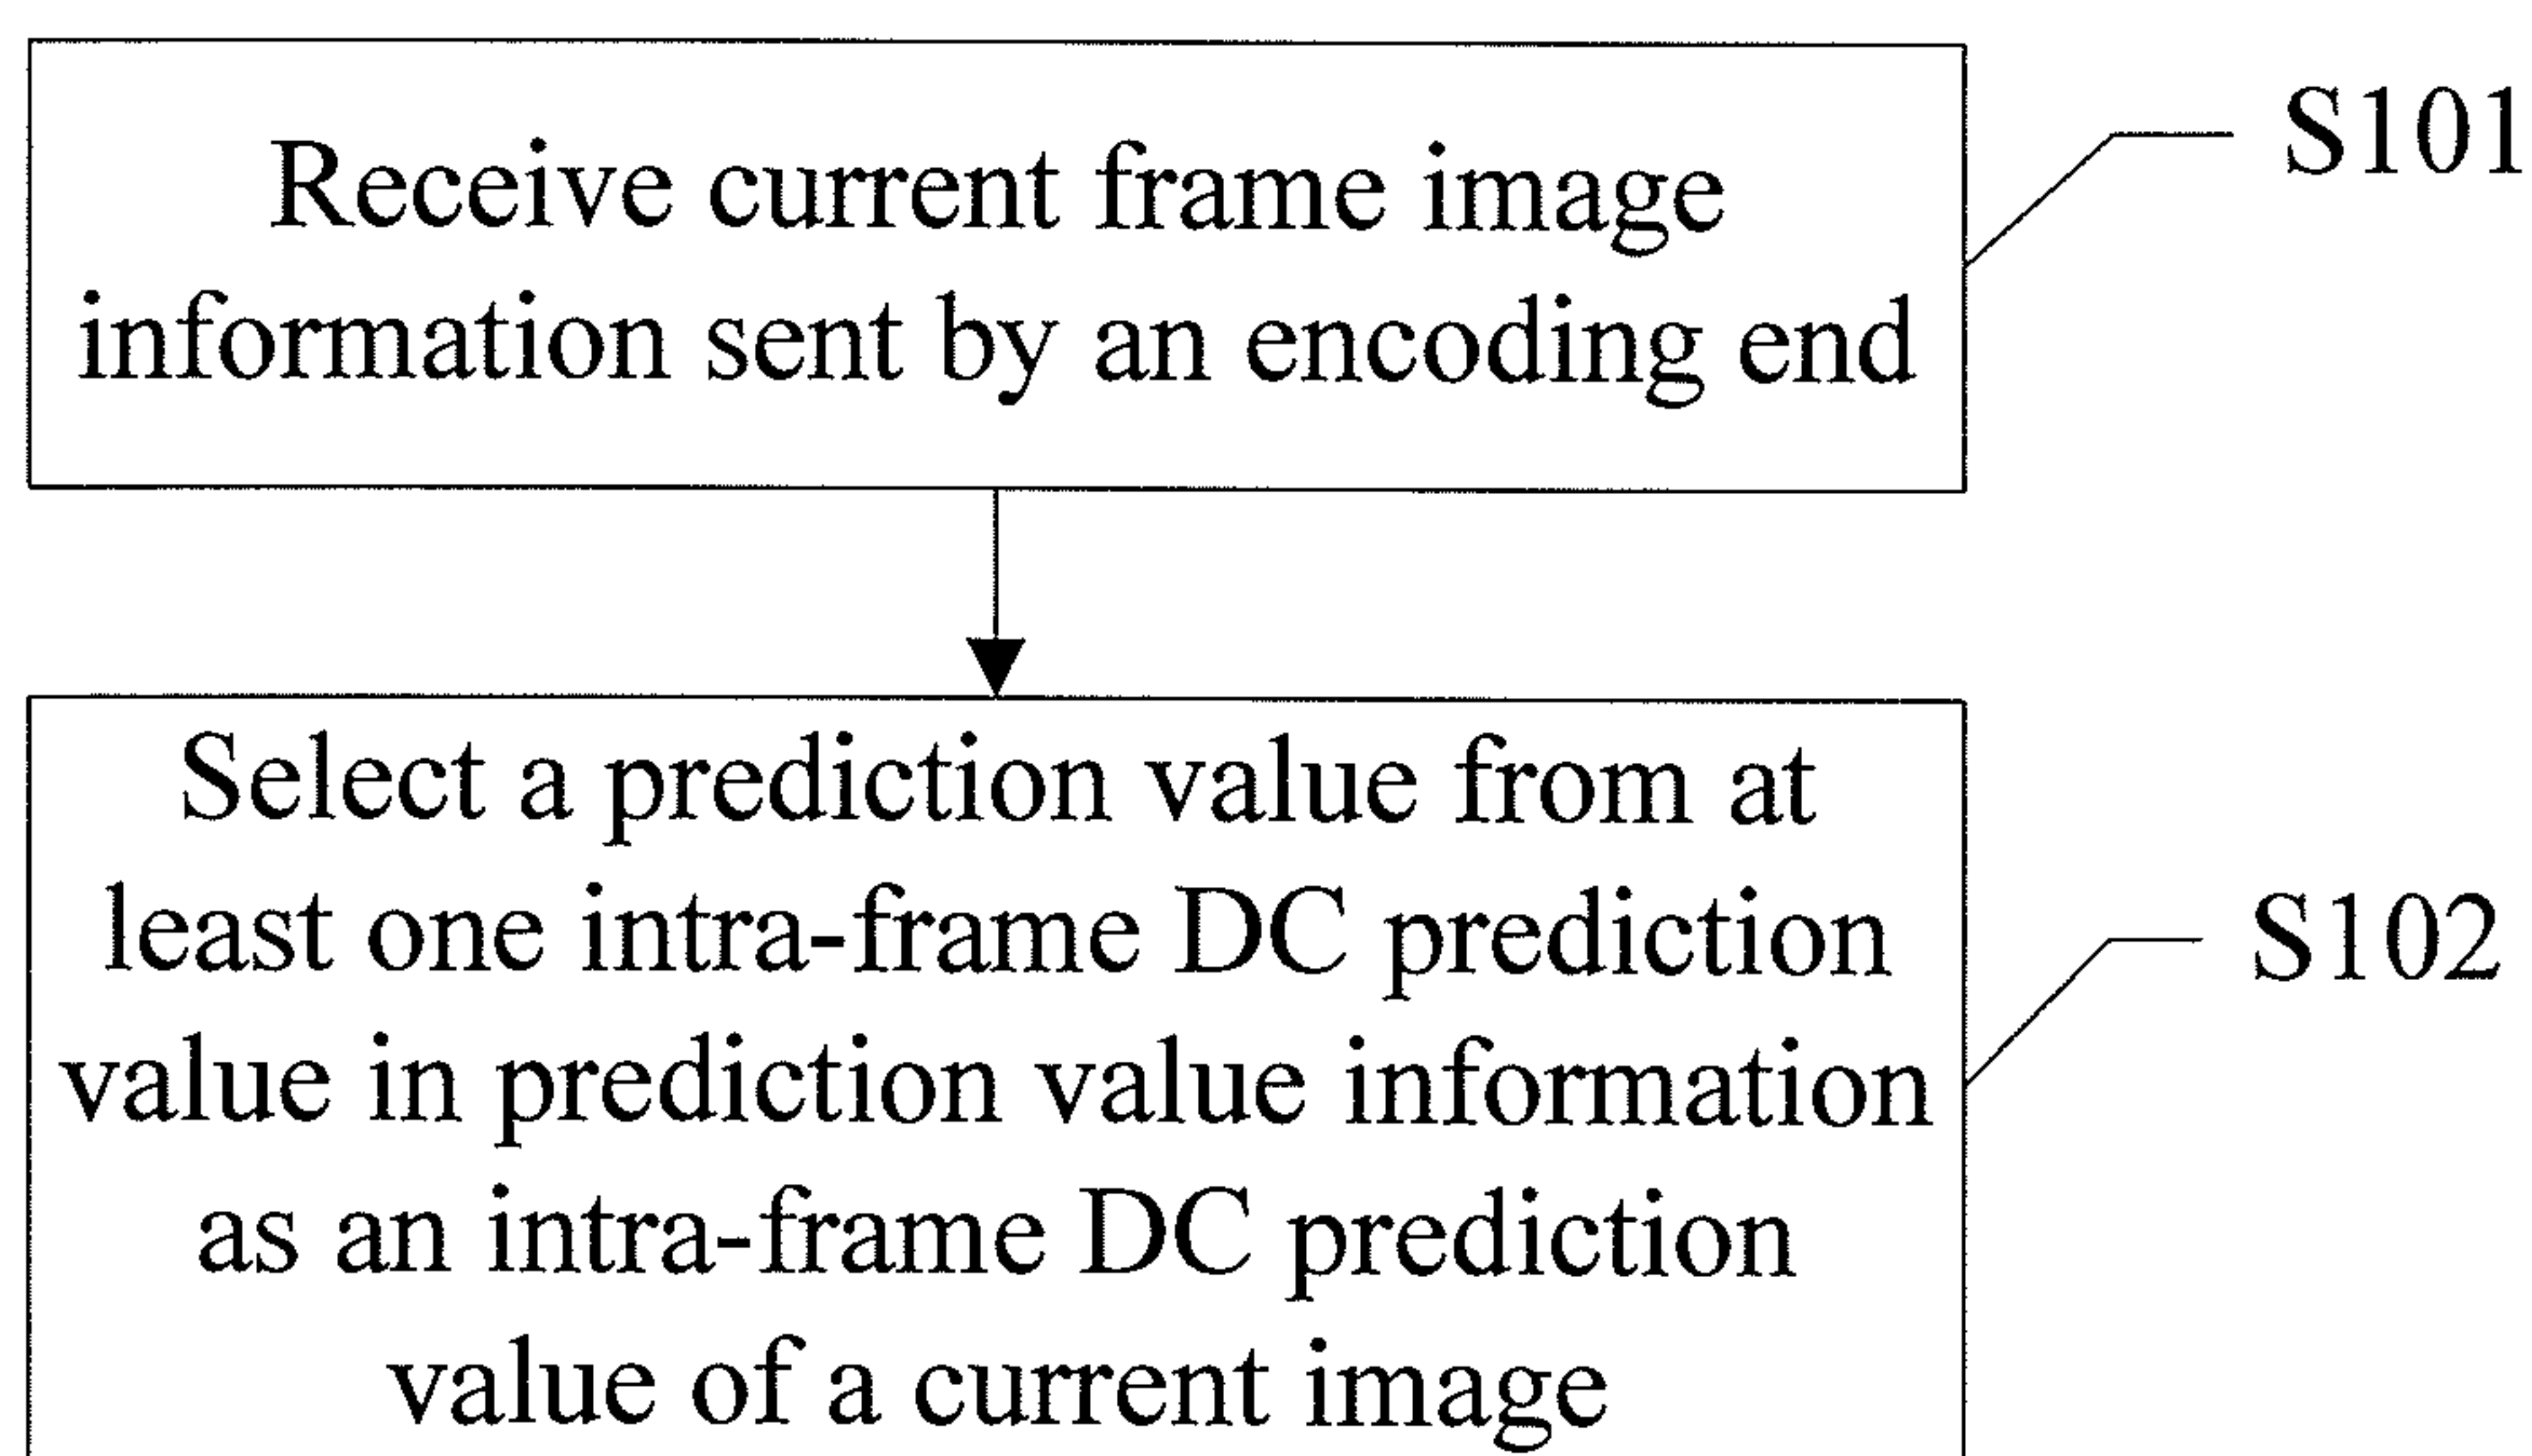 Receive current frame image
information sent by an encoding end
S101
Select a prediction value from at
least one intra-frame DC prediction
value in prediction value information
as an intra-frame DC prediction
value of a current image
S102